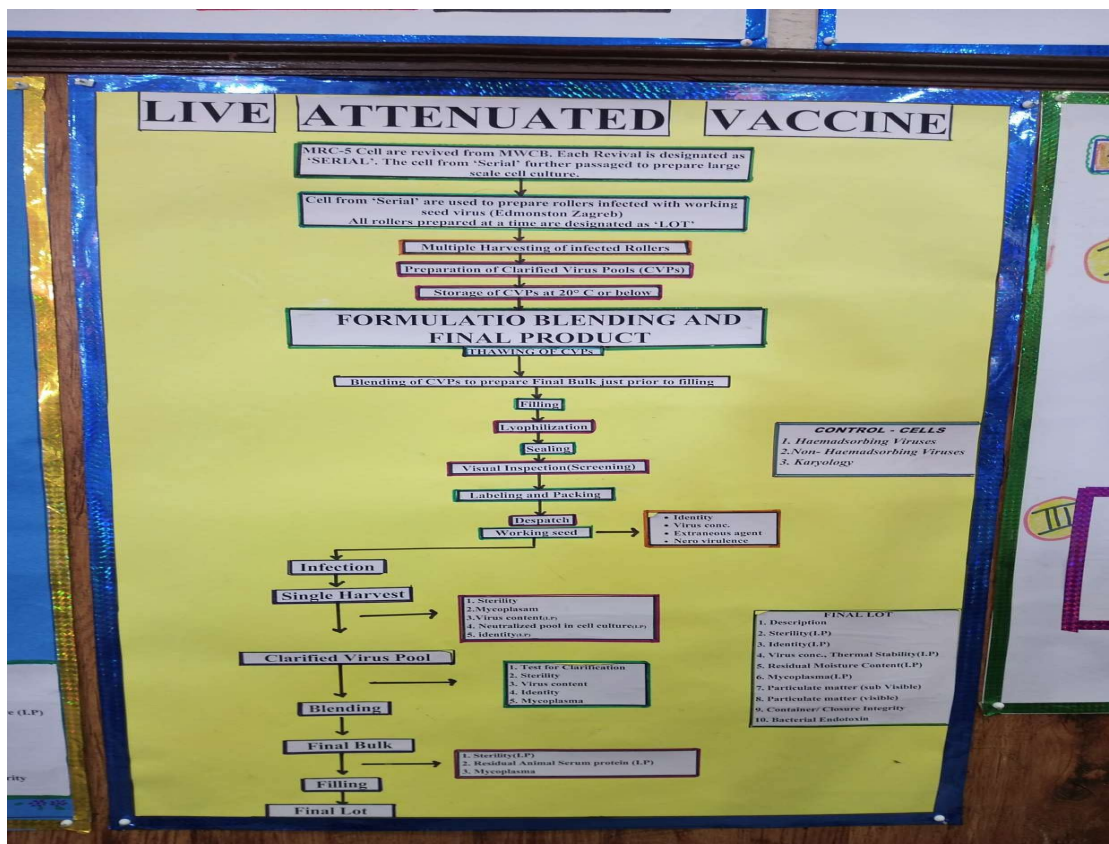 LIVE ATTENUATED VACCINE
MRC-5 Cell are revived from MWCB. Each Revival is designated as
‘SERIAL’. The cell from ‘Serial’ further passaged to prepare large
scale cell culture.
Cell from ‘Serial’ are used to prepare rollers infected with working
seed virus (Edmonston Zagreb)
All rollers prepared at a time are designated as ‘LOT’
Multiple Harvesting of infected Rollers
Preparation of Clarified Virus Pools (CVPs)
Storage of CVPs at 20° C or below
FORMULATIO BLENDING AND
FINAL PRODUCT
THAWING OF CVPs
Blending of CVPs to prepare Final Bulk just prior to filling
Filling
Lyophilization
Sealing
Visual Inspection(Screening)
Labeling and Packing
Despatch
Working seed
• Identity
• Virus conc.
• Extraneous agent
• Nero virulence
CONTROL - CELLS
1. Haemadsorbing Viruses
2.Non- Haemadsorbing Viruses
3. Karyology
Infection
Single Harvest
1. Sterility
2.Mycoplasam
3.Virus content(I.P)
4. Neutralized pool in cell culture(I.P)
5. identity(I.P)
Clarified Virus Pool
1. Test for Clarification
2. Sterility
3. Virus content
4. Identity
5. Mycoplasma
Blending
Final Bulk
1. Sterility(I.P)
2. Residual Animal Serum protein (I.P)
3. Mycoplasma
Filling
Final Lot
FINAL LOT
1. Description
2. Sterility(I.P)
3. Identity(I.P)
4. Virus conc., Thermal Stability(I.P)
5. Residual Moisture Content(I.P)
6. Mycoplasma(I.P)
7. Particulate matter (sub Visible)
8. Particulate matter (visible)
9. Container/ Closure Integrity
10. Bacterial Endotoxin
e (I.P)
rity
III